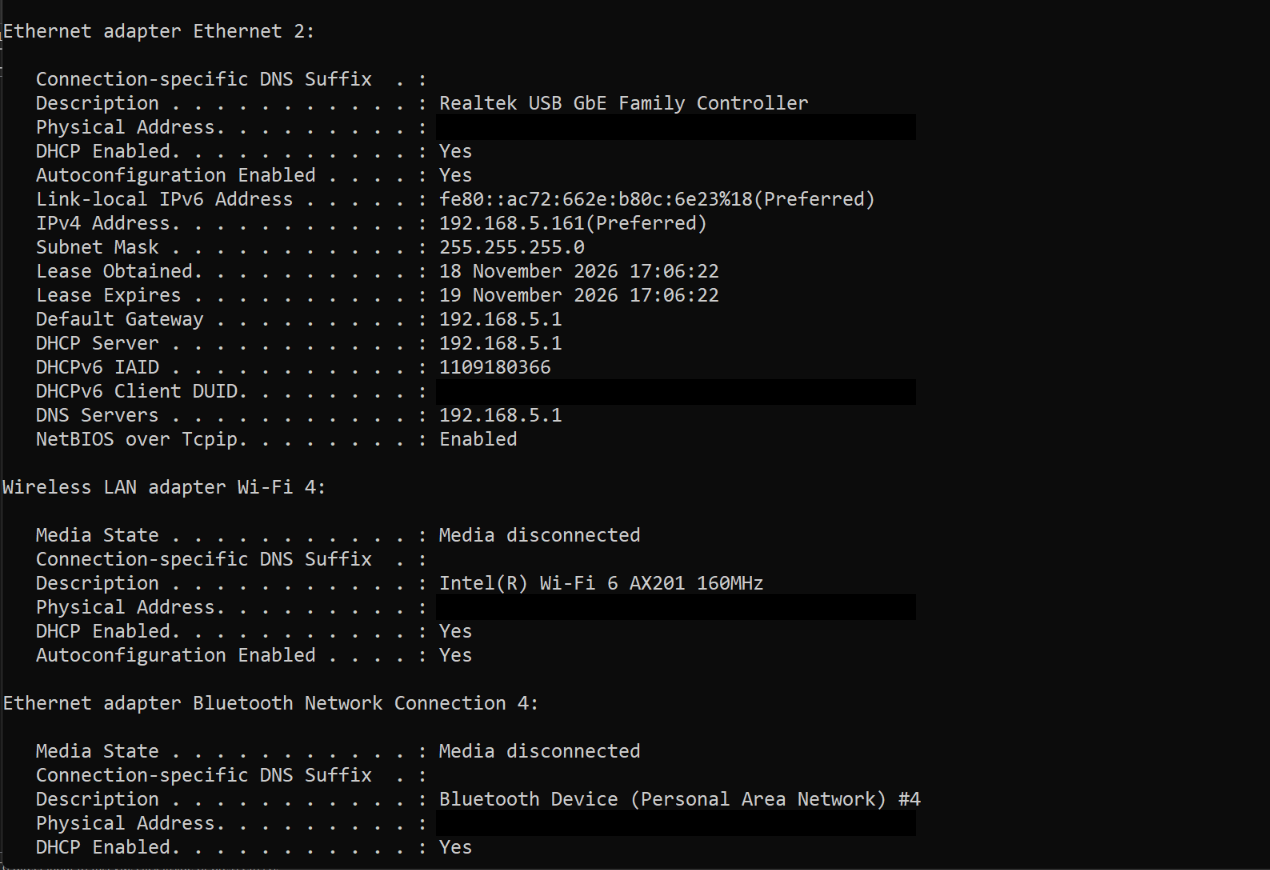 Ethernet adapter Ethernet 2:
Connection-specific DNS Suffix  . :
Description . . . . . . . . . . . : Realtek USB GbE Family Controller
Physical Address. . . . . . . . . :
DHCP Enabled. . . . . . . . . . . : Yes
Autoconfiguration Enabled . . . . : Yes
Link-local IPv6 Address . . . . . : fe80::ac72:662e:b80c:6e23%18(Preferred)
IPv4 Address. . . . . . . . . . . : 192.168.5.161(Preferred)
Subnet Mask . . . . . . . . . . . : 255.255.255.0
Lease Obtained. . . . . . . . . . : 18 November 2026 17:06:22
Lease Expires . . . . . . . . . . : 19 November 2026 17:06:22
Default Gateway . . . . . . . . . : 192.168.5.1
DHCP Server . . . . . . . . . . . : 192.168.5.1
DHCPv6 IAID . . . . . . . . . . . : 1109180366
DHCPv6 Client DUID. . . . . . . . :
DNS Servers . . . . . . . . . . . : 192.168.5.1
NetBIOS over Tcpip. . . . . . . . : Enabled
Wireless LAN adapter Wi-Fi 4:
Media State . . . . . . . . . . . : Media disconnected
Connection-specific DNS Suffix  . :
Description . . . . . . . . . . . : Intel(R) Wi-Fi 6 AX201 160MHz
Physical Address. . . . . . . . . :
DHCP Enabled. . . . . . . . . . . : Yes
Autoconfiguration Enabled . . . . : Yes
Ethernet adapter Bluetooth Network Connection 4:
Media State . . . . . . . . . . . : Media disconnected
Connection-specific DNS Suffix  . :
Description . . . . . . . . . . . : Bluetooth Device (Personal Area Network) #4
Physical Address. . . . . . . . . :
DHCP Enabled. . . . . . . . . . . : Yes